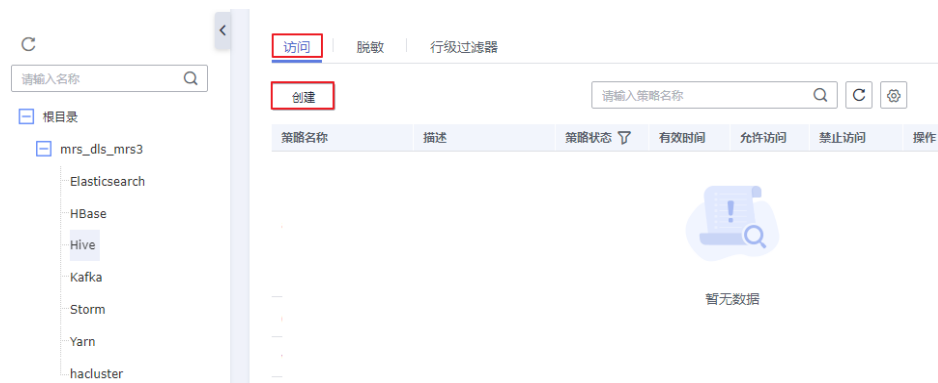 请输入名称
根目录
mrs_dls_mrs3
Elasticsearch
HBase
Hive
Kafka
Storm
Yarn
hacluster
访问 脱敏 行级过滤器
创建 请输入策略名称
策略名称 描述 策略状态 有效时间 允许访问 禁止访问 操作
暂无数据